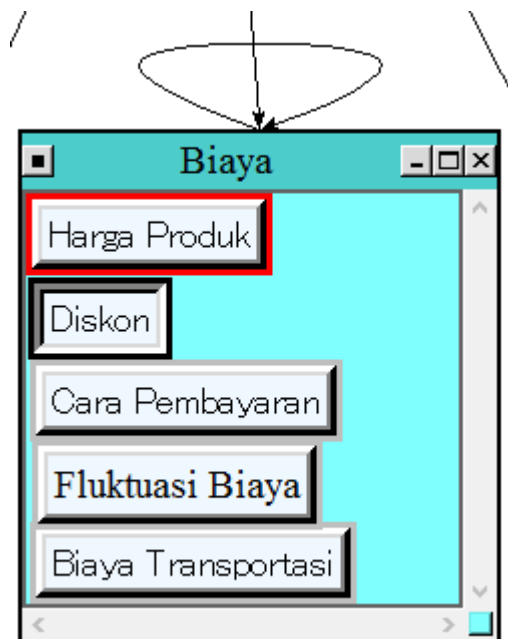 Biaya
Harga Produk
Diskon
Cara Pembayaran
Fluktuasi Biaya
Biaya Transportasi